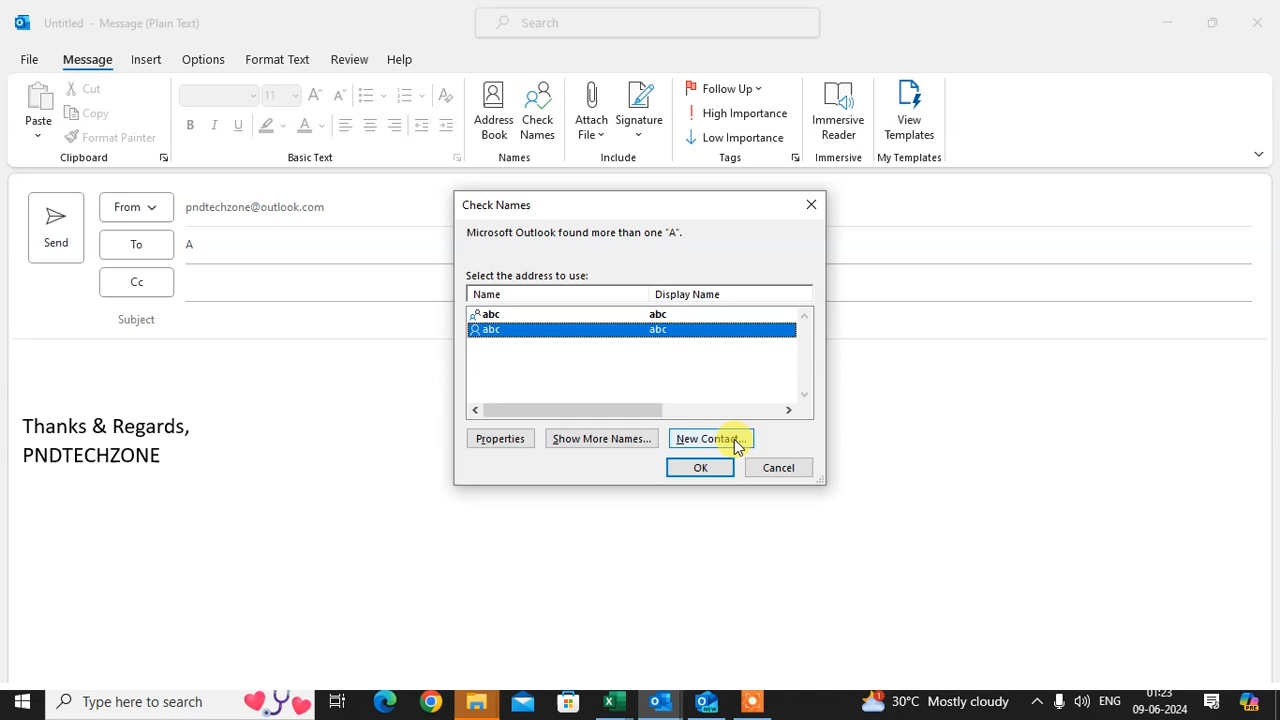 Untitled - Message (Plain Text)
Search
File Message Insert Options Format Text Review Help
Paste
Cut
Copy
Format Painter
Clipboard
11
B I U
A
Basic Text
Address Book
Check Names
Names
Attach File
Signature
Include
Follow Up
High Importance
Low Importance
Tags
Immersive Reader
Immersive
View Templates
My Templates
Send
From
pndtechzone@outlook.com
To
A
Cc
Subject
Thanks & Regards,
PNDTECHZONE
Check Names
Microsoft Outlook found more than one "A".
Select the address to use:
Name Display Name
abc abc
abc abc
Properties Show More Names... New Contact...
OK Cancel
Type here to search
NEW
30°C Mostly cloudy
ENG
01:23
09-06-2024
PRE